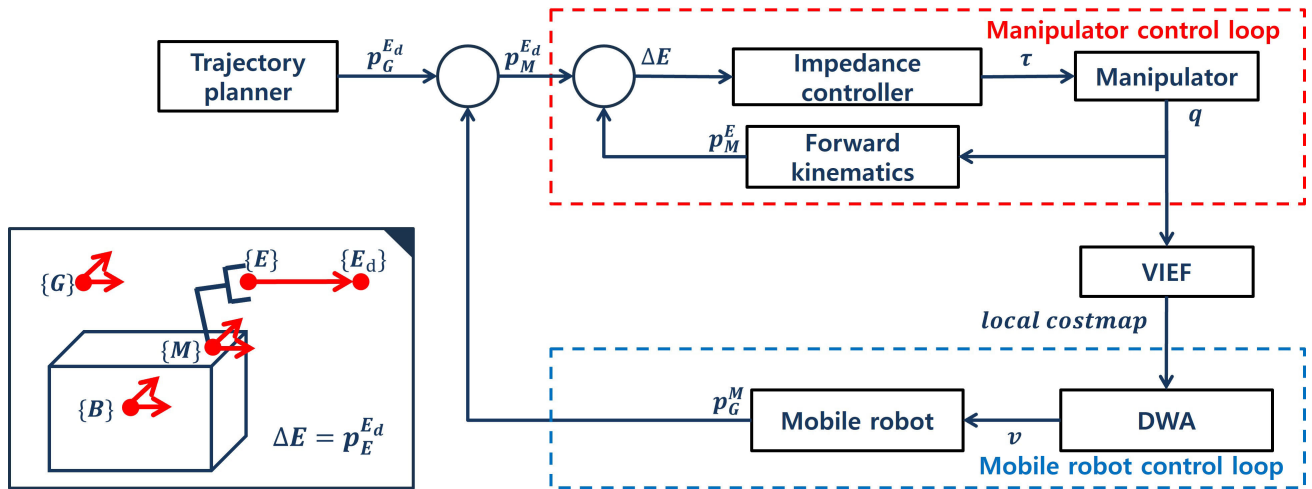 Manipulator control loop
Trajectory
planner
p_G^{E_d}
p_M^{E_d}
ΔE
Impedance
controller
τ
Manipulator
q
p_M^E
Forward
kinematics
VIEF
local costmap
{G}
{E}
{E_d}
{M}
{B}
ΔE = p_E^{E_d}
p_G^M
Mobile robot
v
DWA
Mobile robot control loop